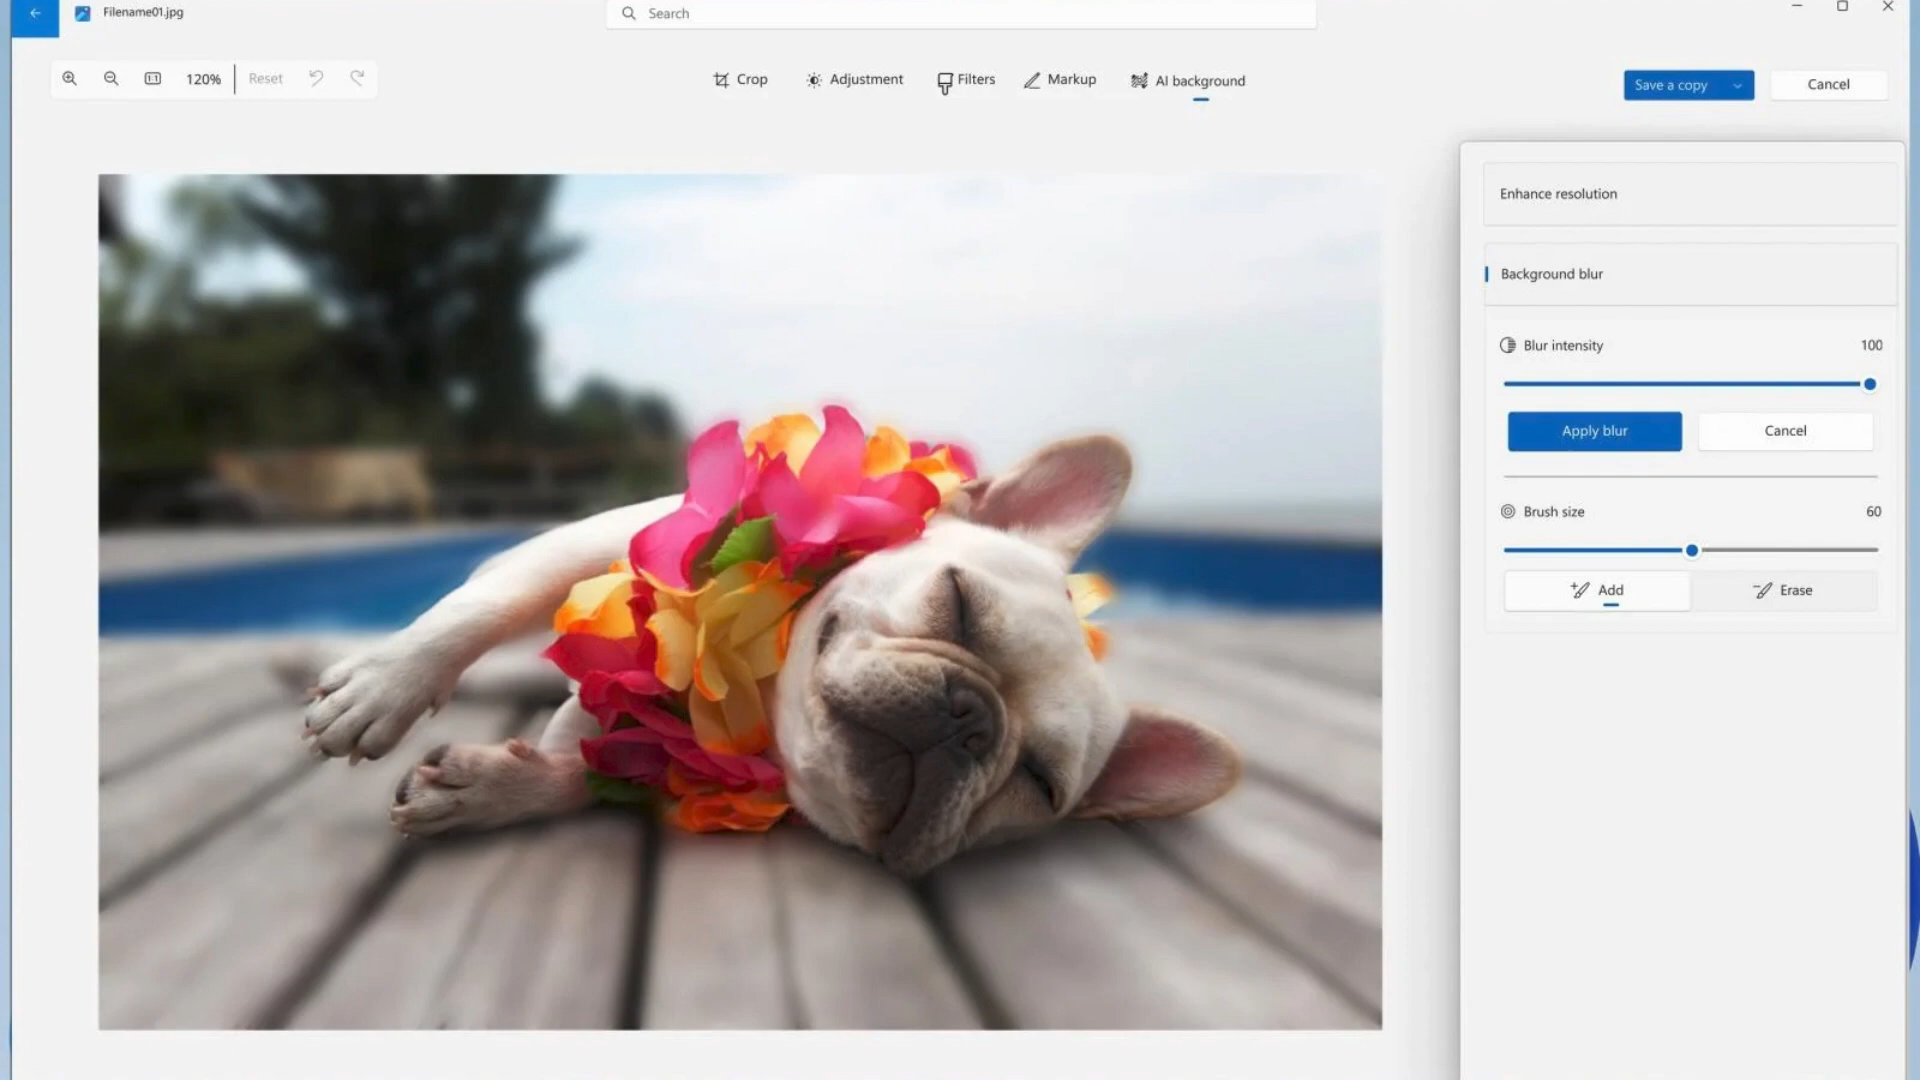 Filename01.jpg
Search
120% Reset
Crop Adjustment Filters Markup AI background
Save a copy Cancel
Enhance resolution
Background blur
Blur intensity 100
Apply blur Cancel
Brush size 60
Add Erase